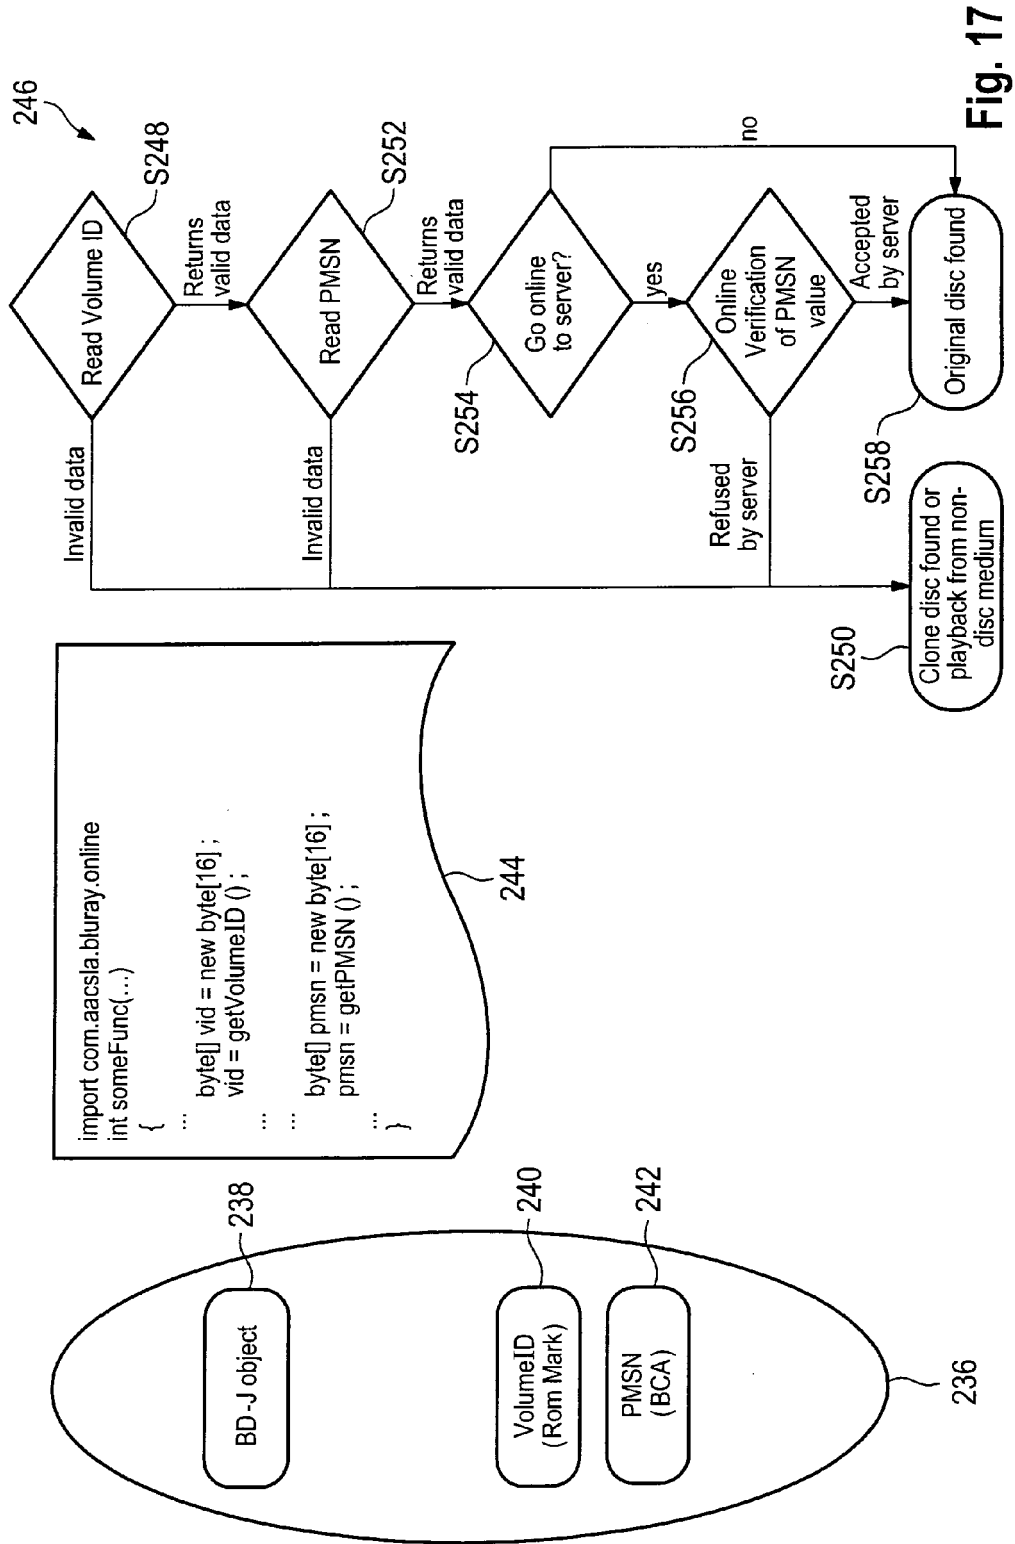 238
BD-J object
240
VolumeID
(Rom Mark)
242
PMSN
(BCA)
236
import com.aacsla.bluray.online
int someFunc(...)
{
... byte[] vid = new byte[16] ;
vid = getVolumeID () ;
...
... byte[] pmsn = new byte[16] ;
pmsn = getPMSN () ;
...
}
244
246
Read Volume ID
S248
Invalid data
Returns
valid data
Read PMSN
S252
Invalid data
Returns
valid data
Go online
to server?
S254
no
yes
Online
Verification
of PMSN
value
S256
Refused
by server
Accepted
by server
S250
Clone disc found or
playback from non-
disc medium
S258
Original disc found
Fig. 17